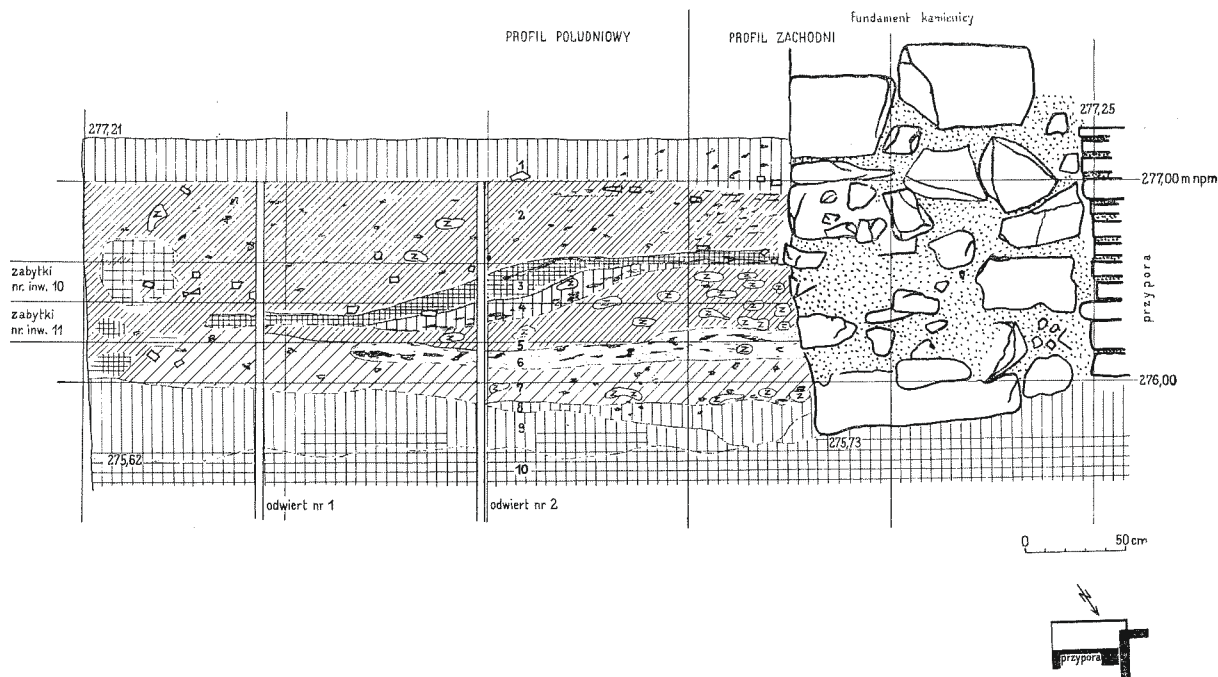 fundament kamienicy
PROFIL POŁUDNIOWY
PROFIL ZACHODNI
277,21
277,25
1
277,00 m npm
2
zabytki
nr. inw. 10
3
4
zabytki
nr. inw. 11
przypora
5
6
276,00
7
8
9
275,73
275,62
10
odwiert nr 1
odwiert nr 2
0 50 cm
N
przypora
z